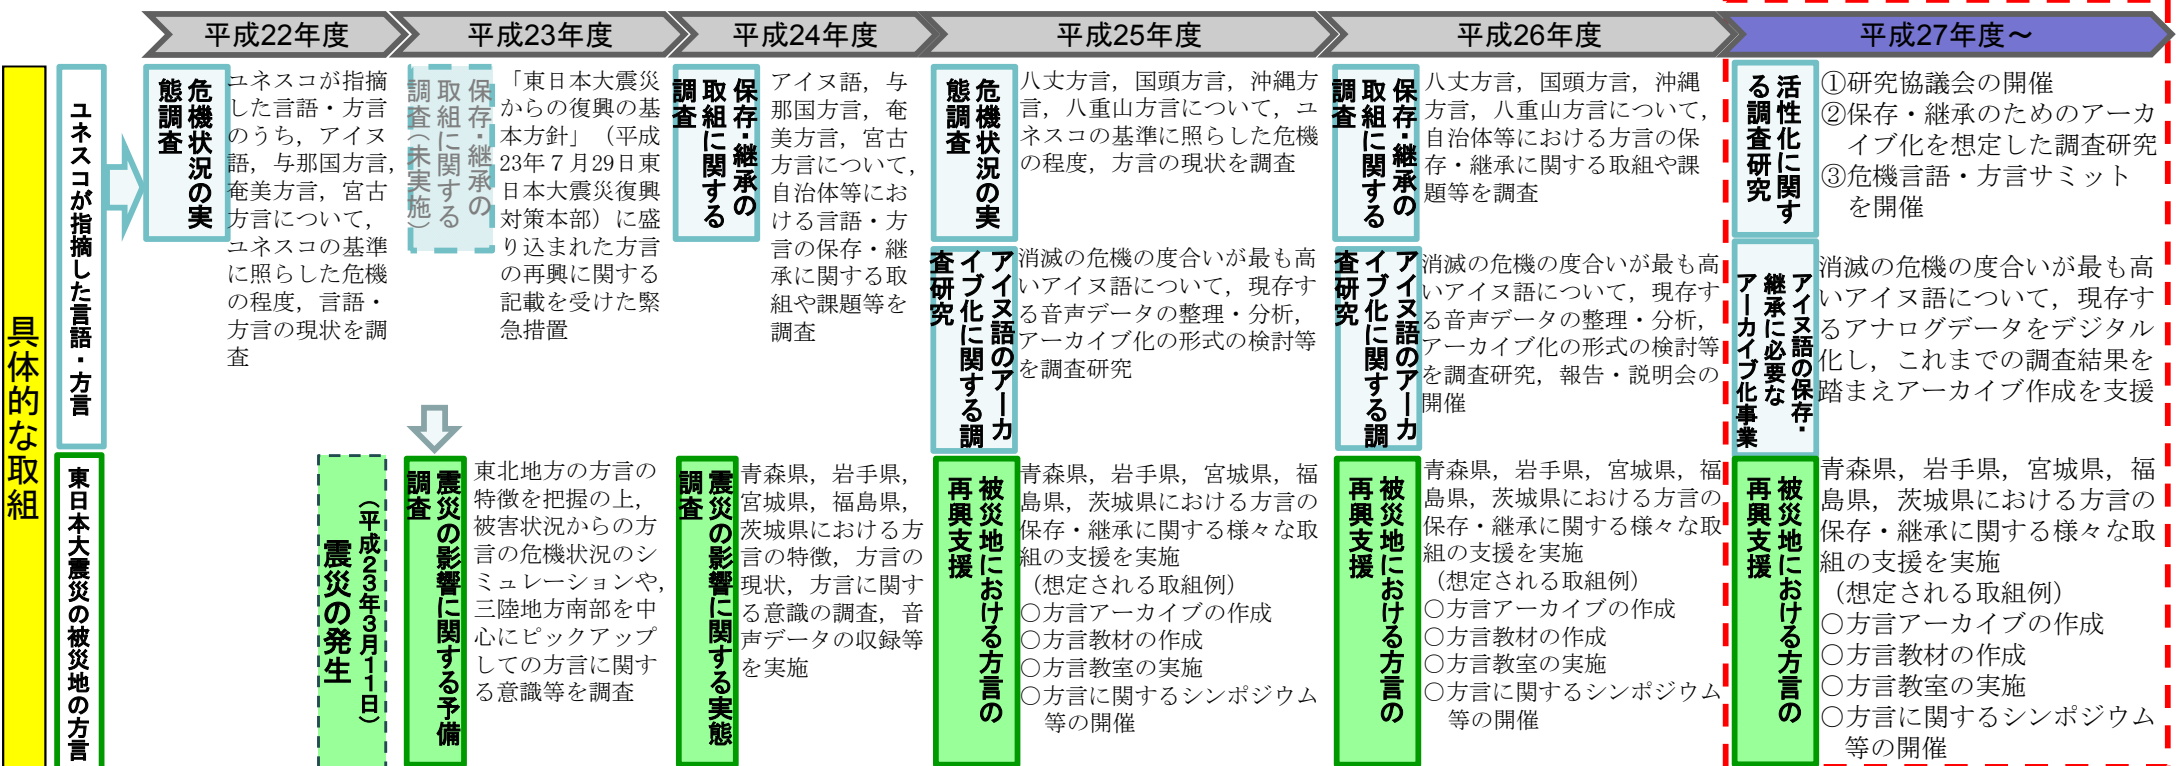 平成22年度
平成23年度
平成24年度
平成25年度
平成26年度
平成27年度～
具体的な取組
ユネスコが指摘した言語・方言
危機状況の実
態調査
ユネスコが指摘
した言語・方言
のうち，アイヌ
語，与那国方言，
奄美方言，宮古
方言について，
ユネスコの基準
に照らした危機
の程度，言語・
方言の現状を調
査
保存・継承の
取組に関する
調査（未実施）
「東日本大震災
からの復興の基
本方針」（平成
23年７月29日東
日本大震災復興
対策本部）に盛
り込まれた方言
の再興に関する
記載を受けた緊
急措置
保存・継承の
取組に関する
調査
アイヌ語，与
那国方言，奄
美方言，宮古
方言について，
自治体等にお
ける言語・方
言の保存・継
承に関する取
組や課題等を
調査
危機状況の実
態調査
八丈方言，国頭方言，沖縄方
言，八重山方言について，ユ
ネスコの基準に照らした危機
の程度，方言の現状を調査
アイヌ語のアーカ
イブ化に関する調
査研究
消滅の危機の度合いが最も高
いアイヌ語について，現存す
る音声データの整理・分析，
アーカイブ化の形式の検討等
を調査研究
保存・継承の
取組に関する
調査
八丈方言，国頭方言，沖縄
方言，八重山方言について，
自治体等における方言の保
存・継承に関する取組や課
題等を調査
アイヌ語のアーカ
イブ化に関する調
査研究
消滅の危機の度合いが最も高
いアイヌ語について，現存す
る音声データの整理・分析，
アーカイブ化の形式の検討等
を調査研究，報告・説明会の
開催
活性化に関す
る調査研究
①研究協議会の開催
②保存・継承のためのアーカ
イブ化を想定した調査研究
③危機言語・方言サミット
を開催
アイヌ語の保存・
継承に必要な
アーカイブ化事業
消滅の危機の度合いが最も高
いアイヌ語について，現存す
るアナログデータをデジタル
化し，これまでの調査結果を
踏まえアーカイブ作成を支援
東日本大震災の被災地の方言
（平成２３年３月１１日）
震災の発生
震災の影響に関する予備
調査
東北地方の方言の
特徴を把握の上，
被害状況からの方
言の危機状況のシ
ミュレーションや，
三陸地方南部を中
心にピックアップ
しての方言に関す
る意識等を調査
震災の影響に関する実態
調査
青森県，岩手県，
宮城県，福島県，
茨城県における方
言の特徴，方言の
現状，方言に関す
る意識の調査，音
声データの収録等
を実施
被災地における方言の
再興支援
青森県，岩手県，宮城県，福
島県，茨城県における方言の
保存・継承に関する様々な取
組の支援を実施
（想定される取組例）
○方言アーカイブの作成
○方言教材の作成
○方言教室の実施
○方言に関するシンポジウム
等の開催
被災地における方言の
再興支援
青森県，岩手県，宮城県，福
島県，茨城県における方言の
保存・継承に関する様々な取
組の支援を実施
（想定される取組例）
○方言アーカイブの作成
○方言教材の作成
○方言教室の実施
○方言に関するシンポジウム
等の開催
被災地における方言の
再興支援
青森県，岩手県，宮城県，福
島県，茨城県における方言の
保存・継承に関する様々な取
組の支援を実施
（想定される取組例）
○方言アーカイブの作成
○方言教材の作成
○方言教室の実施
○方言に関するシンポジウム
等の開催